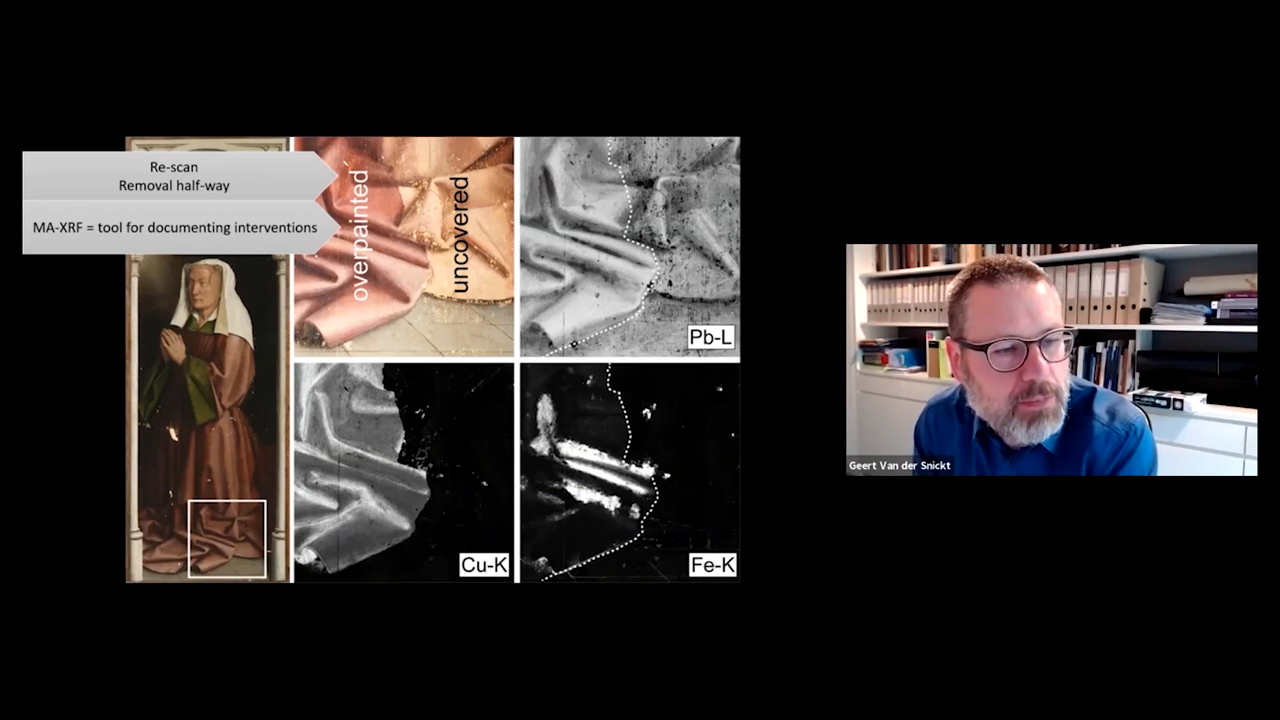 Re-scan
Removal half-way
MA-XRF = tool for documenting interventions
overpainted
uncovered
Pb-L
Cu-K
Fe-K
Geert Van der Snickt